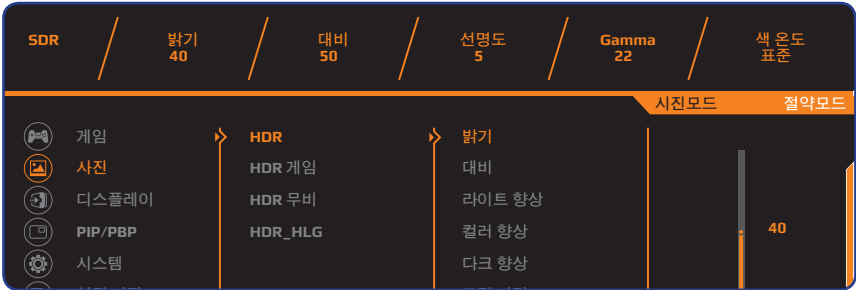 SDR
밝기
40
대비
50
선명도
5
Gamma
22
색 온도
표준
시진모드
절약모드
게임
사진
디스플레이
PIP/PBP
시스템
HDR
HDR 게임
HDR 무비
HDR_HLG
밝기
대비
라이트 향상
컬러 향상
다크 향상
40